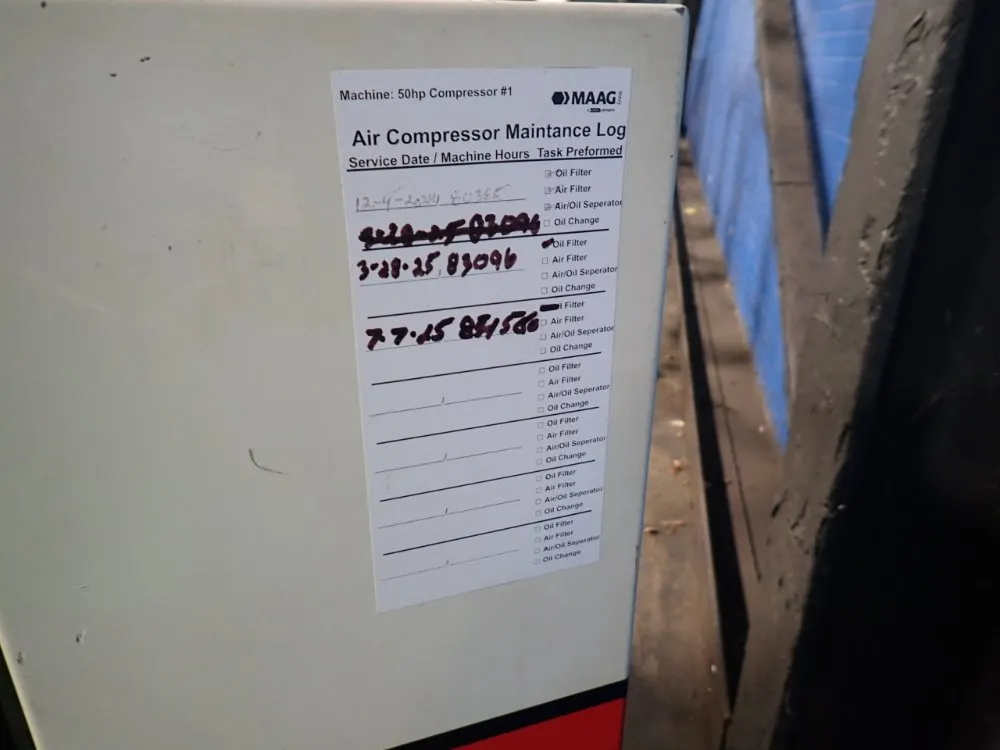 Machine: 50hp Compressor #1
MAAG
Group
Air Compressor Maintance Log
Service Date / Machine Hours Task Preformed
Oil Filter
Air Filter
12-4-2024 80365
Air/Oil Seperator
Oil Change
Oil Filter
3-28-25, 83096
Air Filter
Air/Oil Seperator
Oil Change
Air Filter
7-7-25
Air/Oil Seperator
Oil Change
Oil Filter
Air Filter
Air/Oil Seperator
/
Oil Change
Oil Filter
Air Filter
Air/Oil Seperator
/
Oil Change
Oil Filter
Air Filter
Air/Oil Seperator
/
Oil Change
Oil Filter
Air Filter
Air/Oil Seperator
/
Oil Change